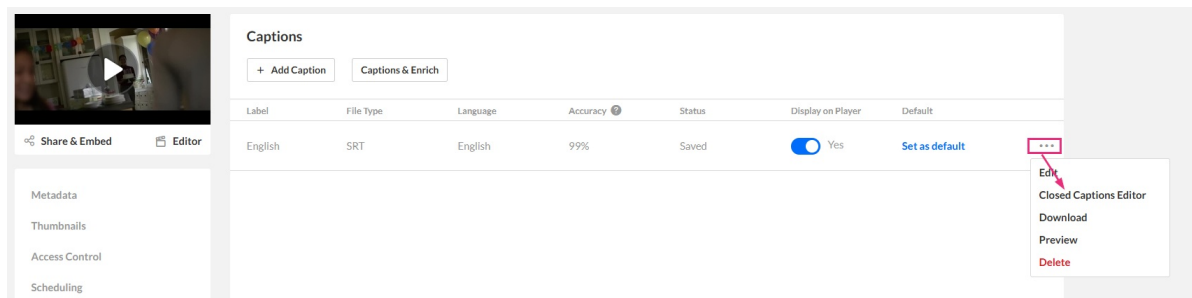 Captions
+ Add Caption
Captions & Enrich
Label File Type Language Accuracy ? Status Display on Player Default
English SRT English 99% Saved Yes Set as default
Share & Embed Editor
Metadata
Thumbnails
Access Control
Scheduling
Edit
Closed Captions Editor
Download
Preview
Delete